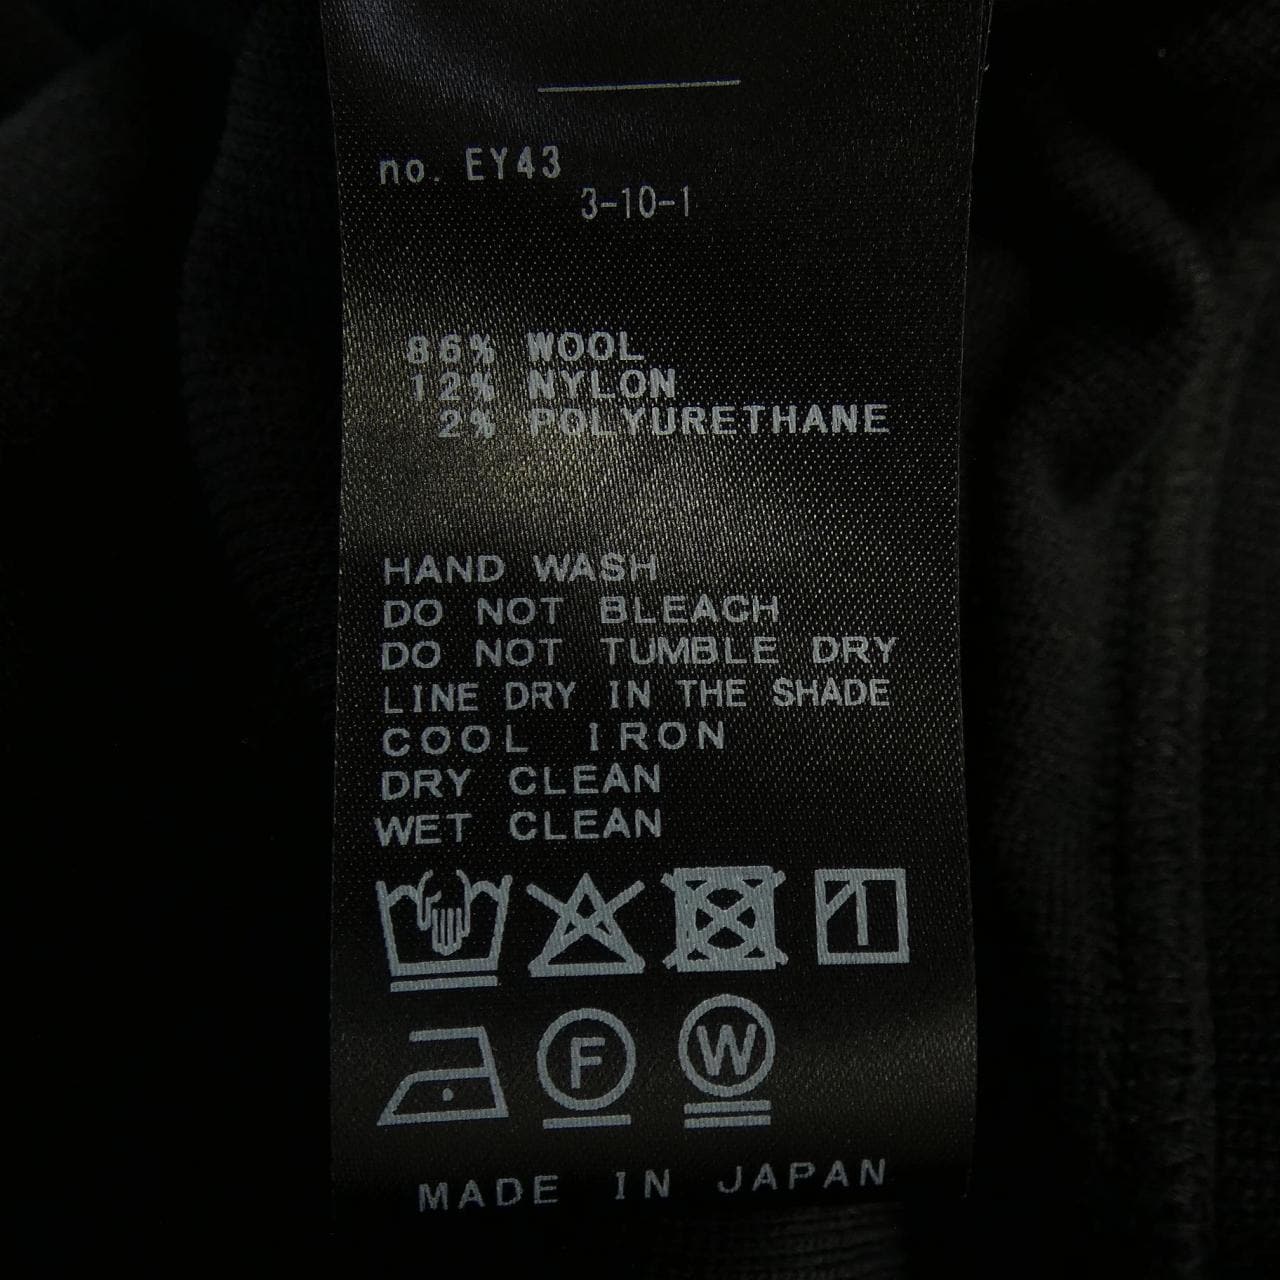 no. EY43
3-10-1
86% WOOL
12% NYLON
2% POLYURETHANE
HAND WASH
DO NOT BLEACH
DO NOT TUMBLE DRY
LINE DRY IN THE SHADE
COOL IRON
DRY CLEAN
WET CLEAN
F W
MADE IN JAPAN